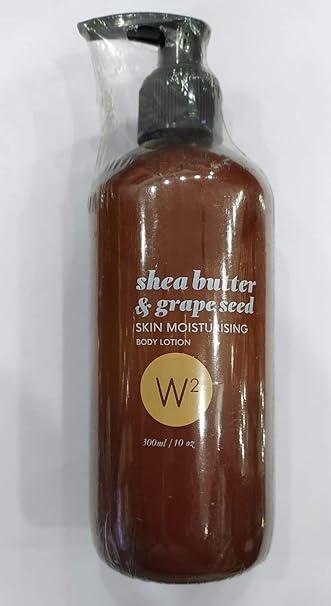 shea butter
& grape seed
SKIN MOISTURISING
BODY LOTION
W²
300ml / 10 oz